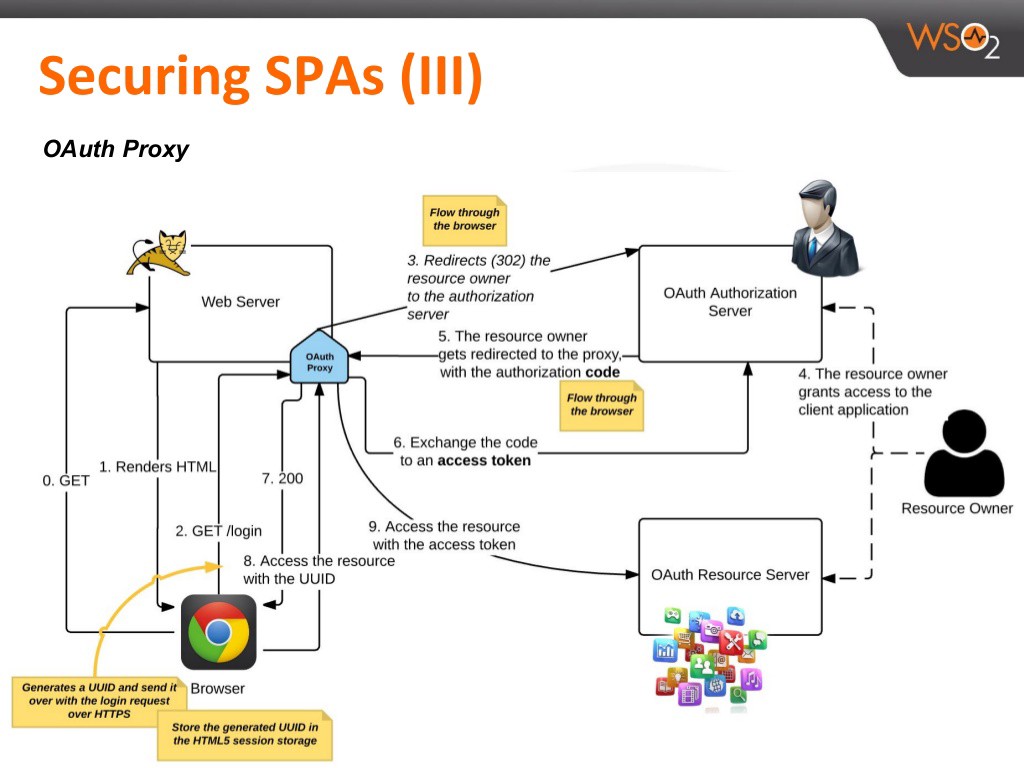 WSO2
Securing SPAs (III)
OAuth Proxy
Flow through
the browser
3. Redirects (302) the
resource owner
to the authorization
server
Web Server
OAuth Authorization
Server
OAuth
Proxy
5. The resource owner
gets redirected to the proxy,
with the authorization code
Flow through
the browser
4. The resource owner
grants access to the
client application
6. Exchange the code
to an access token
0. GET
1. Renders HTML
7. 200
2. GET /login
Resource Owner
9. Access the resource
with the access token
8. Access the resource
with the UUID
OAuth Resource Server
Browser
Generates a UUID and send it
over with the login request
over HTTPS
Store the generated UUID in
the HTML5 session storage